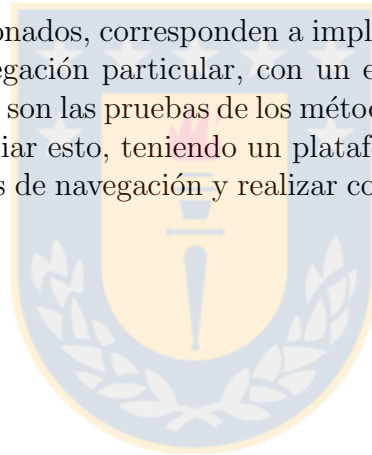 onados, corresponden a impl
egación particular, con un e
son las pruebas de los métoc
iar esto, teniendo un plataf
s de navegación y realizar co